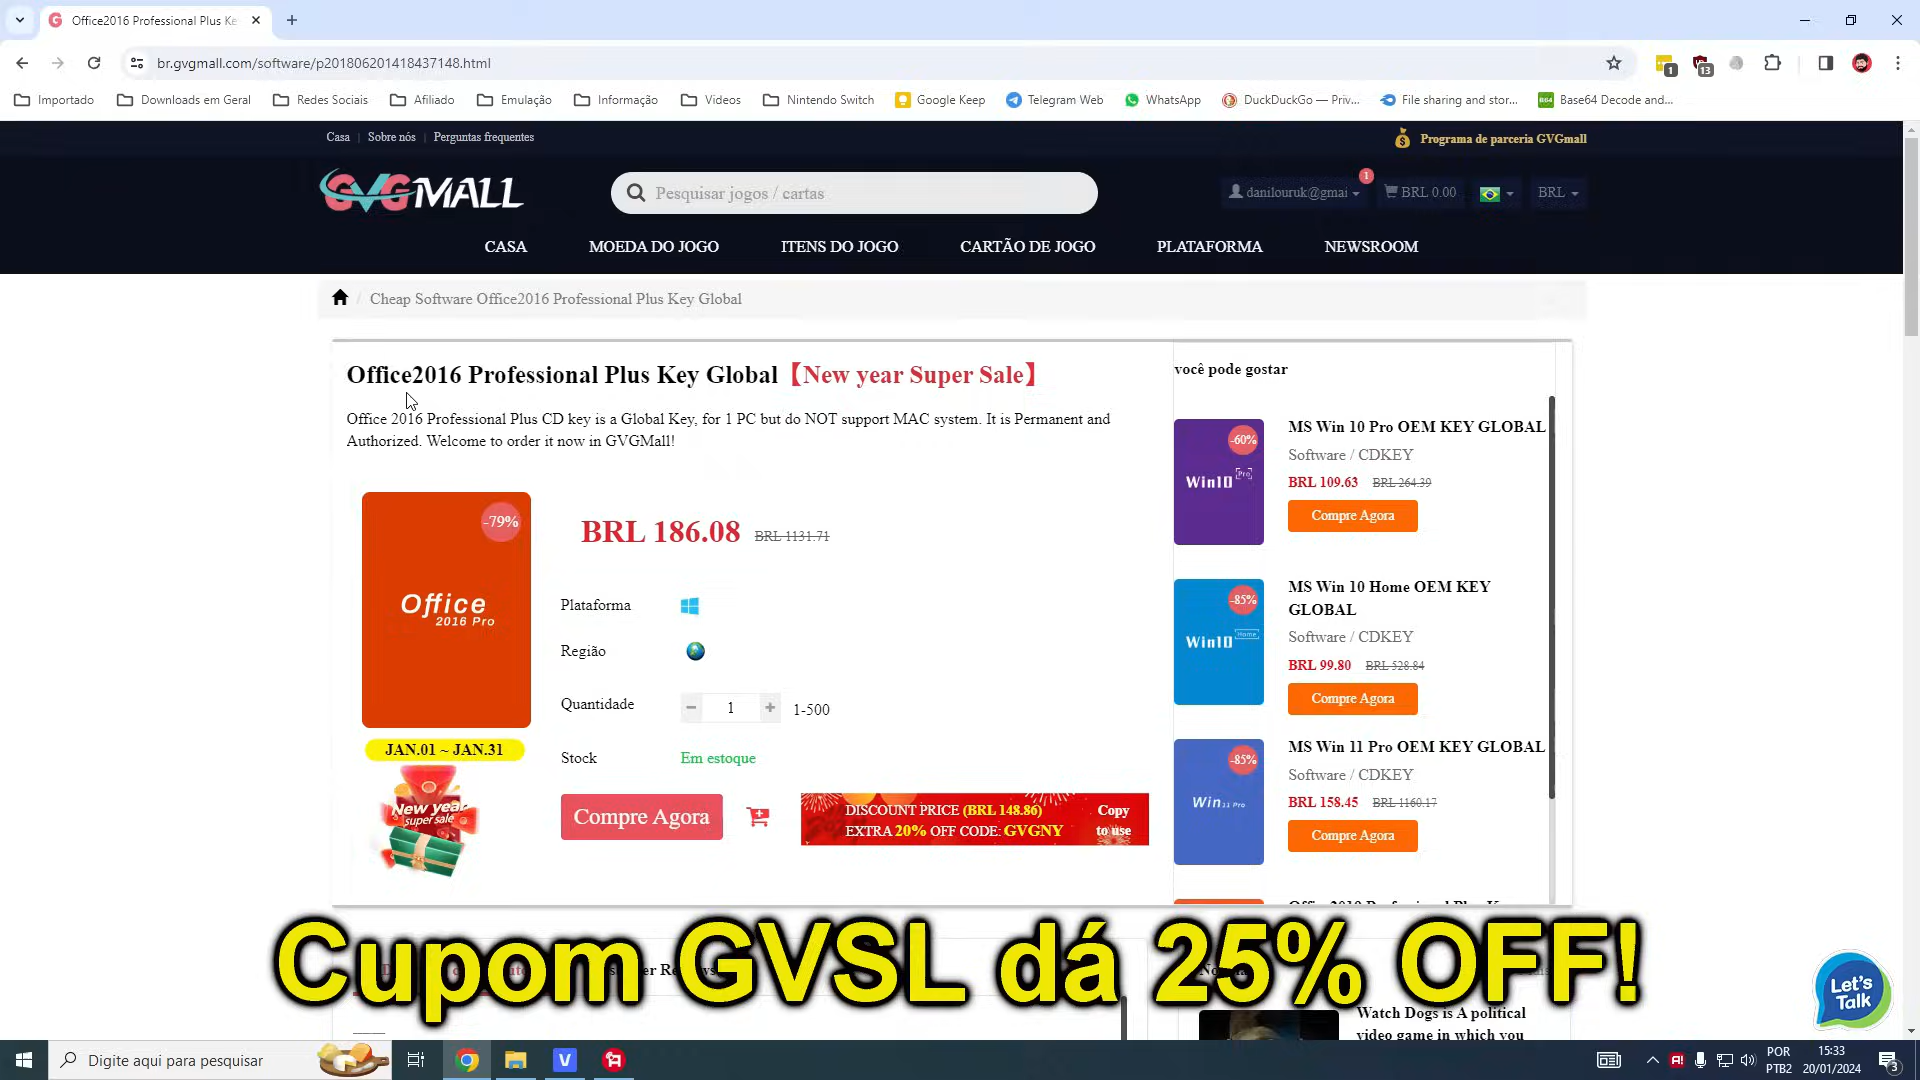 Office2016 Professional Plus Ke
br.gvgmall.com/software/p201806201418437148.html
1
13
Importado
Downloads em Geral
Redes Sociais
Afiliado
Emulação
Informação
Vídeos
Nintendo Switch
Google Keep
Telegram Web
WhatsApp
DuckDuckGo — Priv...
File sharing and stor...
B64
Base64 Decode and...
Casa | Sobre nós | Perguntas frequentes
Programa de parceria GVGmall
GVGMALL
Pesquisar jogos / cartas
danilouruk@gmai
1
BRL 0.00
BRL
CASA
MOEDA DO JOGO
ITENS DO JOGO
CARTÃO DE JOGO
PLATAFORMA
NEWSROOM
/ Cheap Software Office2016 Professional Plus Key Global
Office2016 Professional Plus Key Global【New year Super Sale】
Office 2016 Professional Plus CD key is a Global Key, for 1 PC but do NOT support MAC system. It is Permanent and
Authorized. Welcome to order it now in GVGMall!
-79%
Office
2016 Pro
JAN.01 ~ JAN.31
New year
super sale
BRL 186.08 BRL 1131.71
Plataforma
Região
Quantidade
− 1 + 1-500
Stock
Em estoque
Compre Agora
DISCOUNT PRICE (BRL 148.86)
EXTRA 20% OFF CODE: GVGNY
Copy
to use
você pode gostar
-60%
Win10 Pro
MS Win 10 Pro OEM KEY GLOBAL
Software / CDKEY
BRL 109.63 BRL 264.39
Compre Agora
-85%
Win10 Home
MS Win 10 Home OEM KEY
GLOBAL
Software / CDKEY
BRL 99.80 BRL 528.84
Compre Agora
-85%
Win 11 Pro
MS Win 11 Pro OEM KEY GLOBAL
Software / CDKEY
BRL 158.45 BRL 1160.17
Compre Agora
Cupom GVSL dá 25% OFF!
Watch Dogs is A political
video game in which you
Let's
Talk
Digite aqui para pesquisar
POR
PTB2
15:33
20/01/2024
3